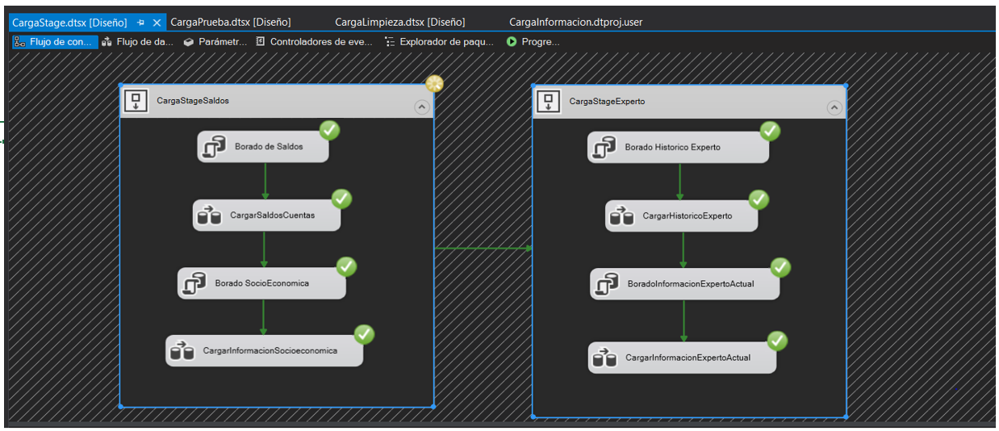 CargaStage.dtsx [Diseño]
CargaPrueba.dtsx [Diseño]
CargaLimpieza.dtsx [Diseño]
CargaInformacion.dtproj.user
Flujo de con...
Flujo de da...
Parámetr...
Controladores de eve...
Explorador de paqu...
Progre...
CargaStageSaldos
Borado de Saldos
CargarSaldosCuentas
Borado SocioEconomica
CargarInformacionSocioeconomica
CargaStageExperto
Borado Historico Experto
CargarHistoricoExperto
BoradoInformacionExpertoActual
CargarInformacionExpertoActual